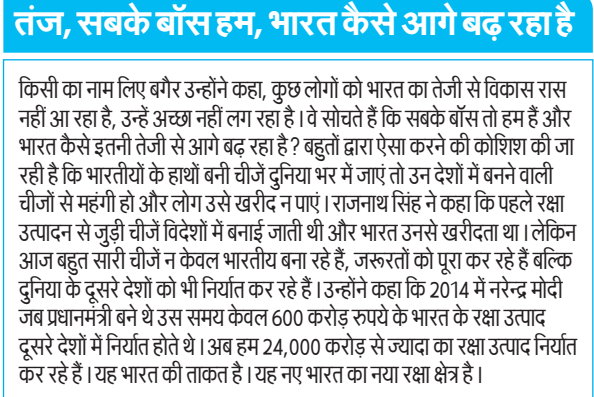 तंज, सबके बॉस हम, भारत कैसे आगे बढ़ रहा है
किसी का नाम लिए बगैर उन्होंने कहा, कुछ लोगों को भारत का तेजी से विकास रास
नहीं आ रहा है, उन्हें अच्छा नहीं लग रहा है। वे सोचते हैं कि सबके बॉस तो हम हैं और
भारत कैसे इतनी तेजी से आगे बढ़ रहा है? बहुतों द्वारा ऐसा करने की कोशिश की जा
रही है कि भारतीयों के हाथों बनी चीजें दुनिया भर में जाएं तो उन देशों में बनने वाली
चीजों से महंगी हो और लोग उसे खरीद न पाएं। राजनाथ सिंह ने कहा कि पहले रक्षा
उत्पादन से जुड़ी चीजें विदेशों में बनाई जाती थी और भारत उनसे खरीदता था। लेकिन
आज बहुत सारी चीजें न केवल भारतीय बना रहे हैं, जरूरतों को पूरा कर रहे हैं बल्कि
दुनिया के दूसरे देशों को भी निर्यात कर रहे हैं। उन्होंने कहा कि 2014 में नरेन्द्र मोदी
जब प्रधानमंत्री बने थे उस समय केवल 600 करोड़ रुपये के भारत के रक्षा उत्पाद
दूसरे देशों में निर्यात होते थे। अब हम 24,000 करोड़ से ज्यादा का रक्षा उत्पाद निर्यात
कर रहे हैं। यह भारत की ताकत है। यह नए भारत का नया रक्षा क्षेत्र है।